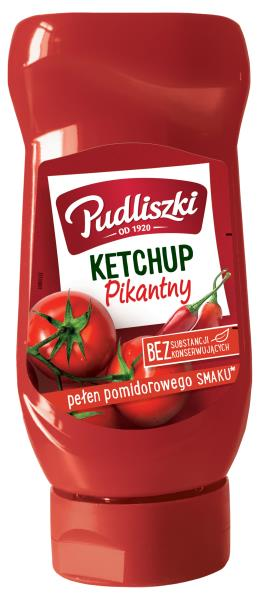 Pudliszki
OD 1920
KETCHUP
Pikantny
BEZ SUBSTANCJI
KONSERWUJĄCYCH
pełen pomidorowego SMAKU